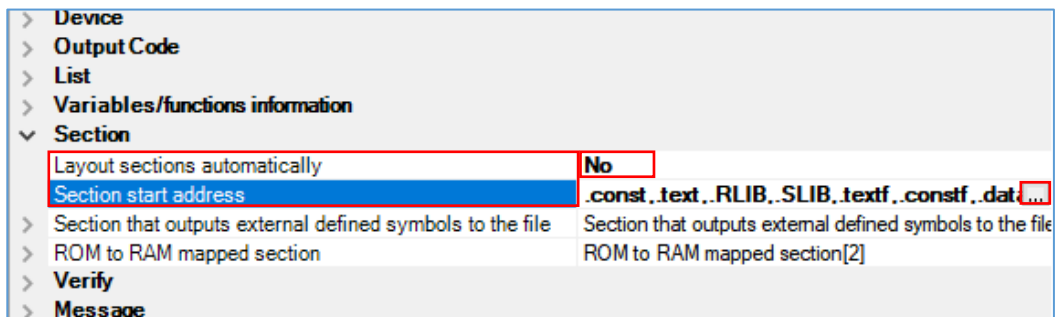 Device
Output Code
List
Variables/functions information
Section
Layout sections automatically No
Section start address .const,.text,.RLIB,.SLIB,.textf,.constf,.data ...
Section that outputs external defined symbols to the file Section that outputs external defined symbols to the file
ROM to RAM mapped section ROM to RAM mapped section[2]
Verify
Message